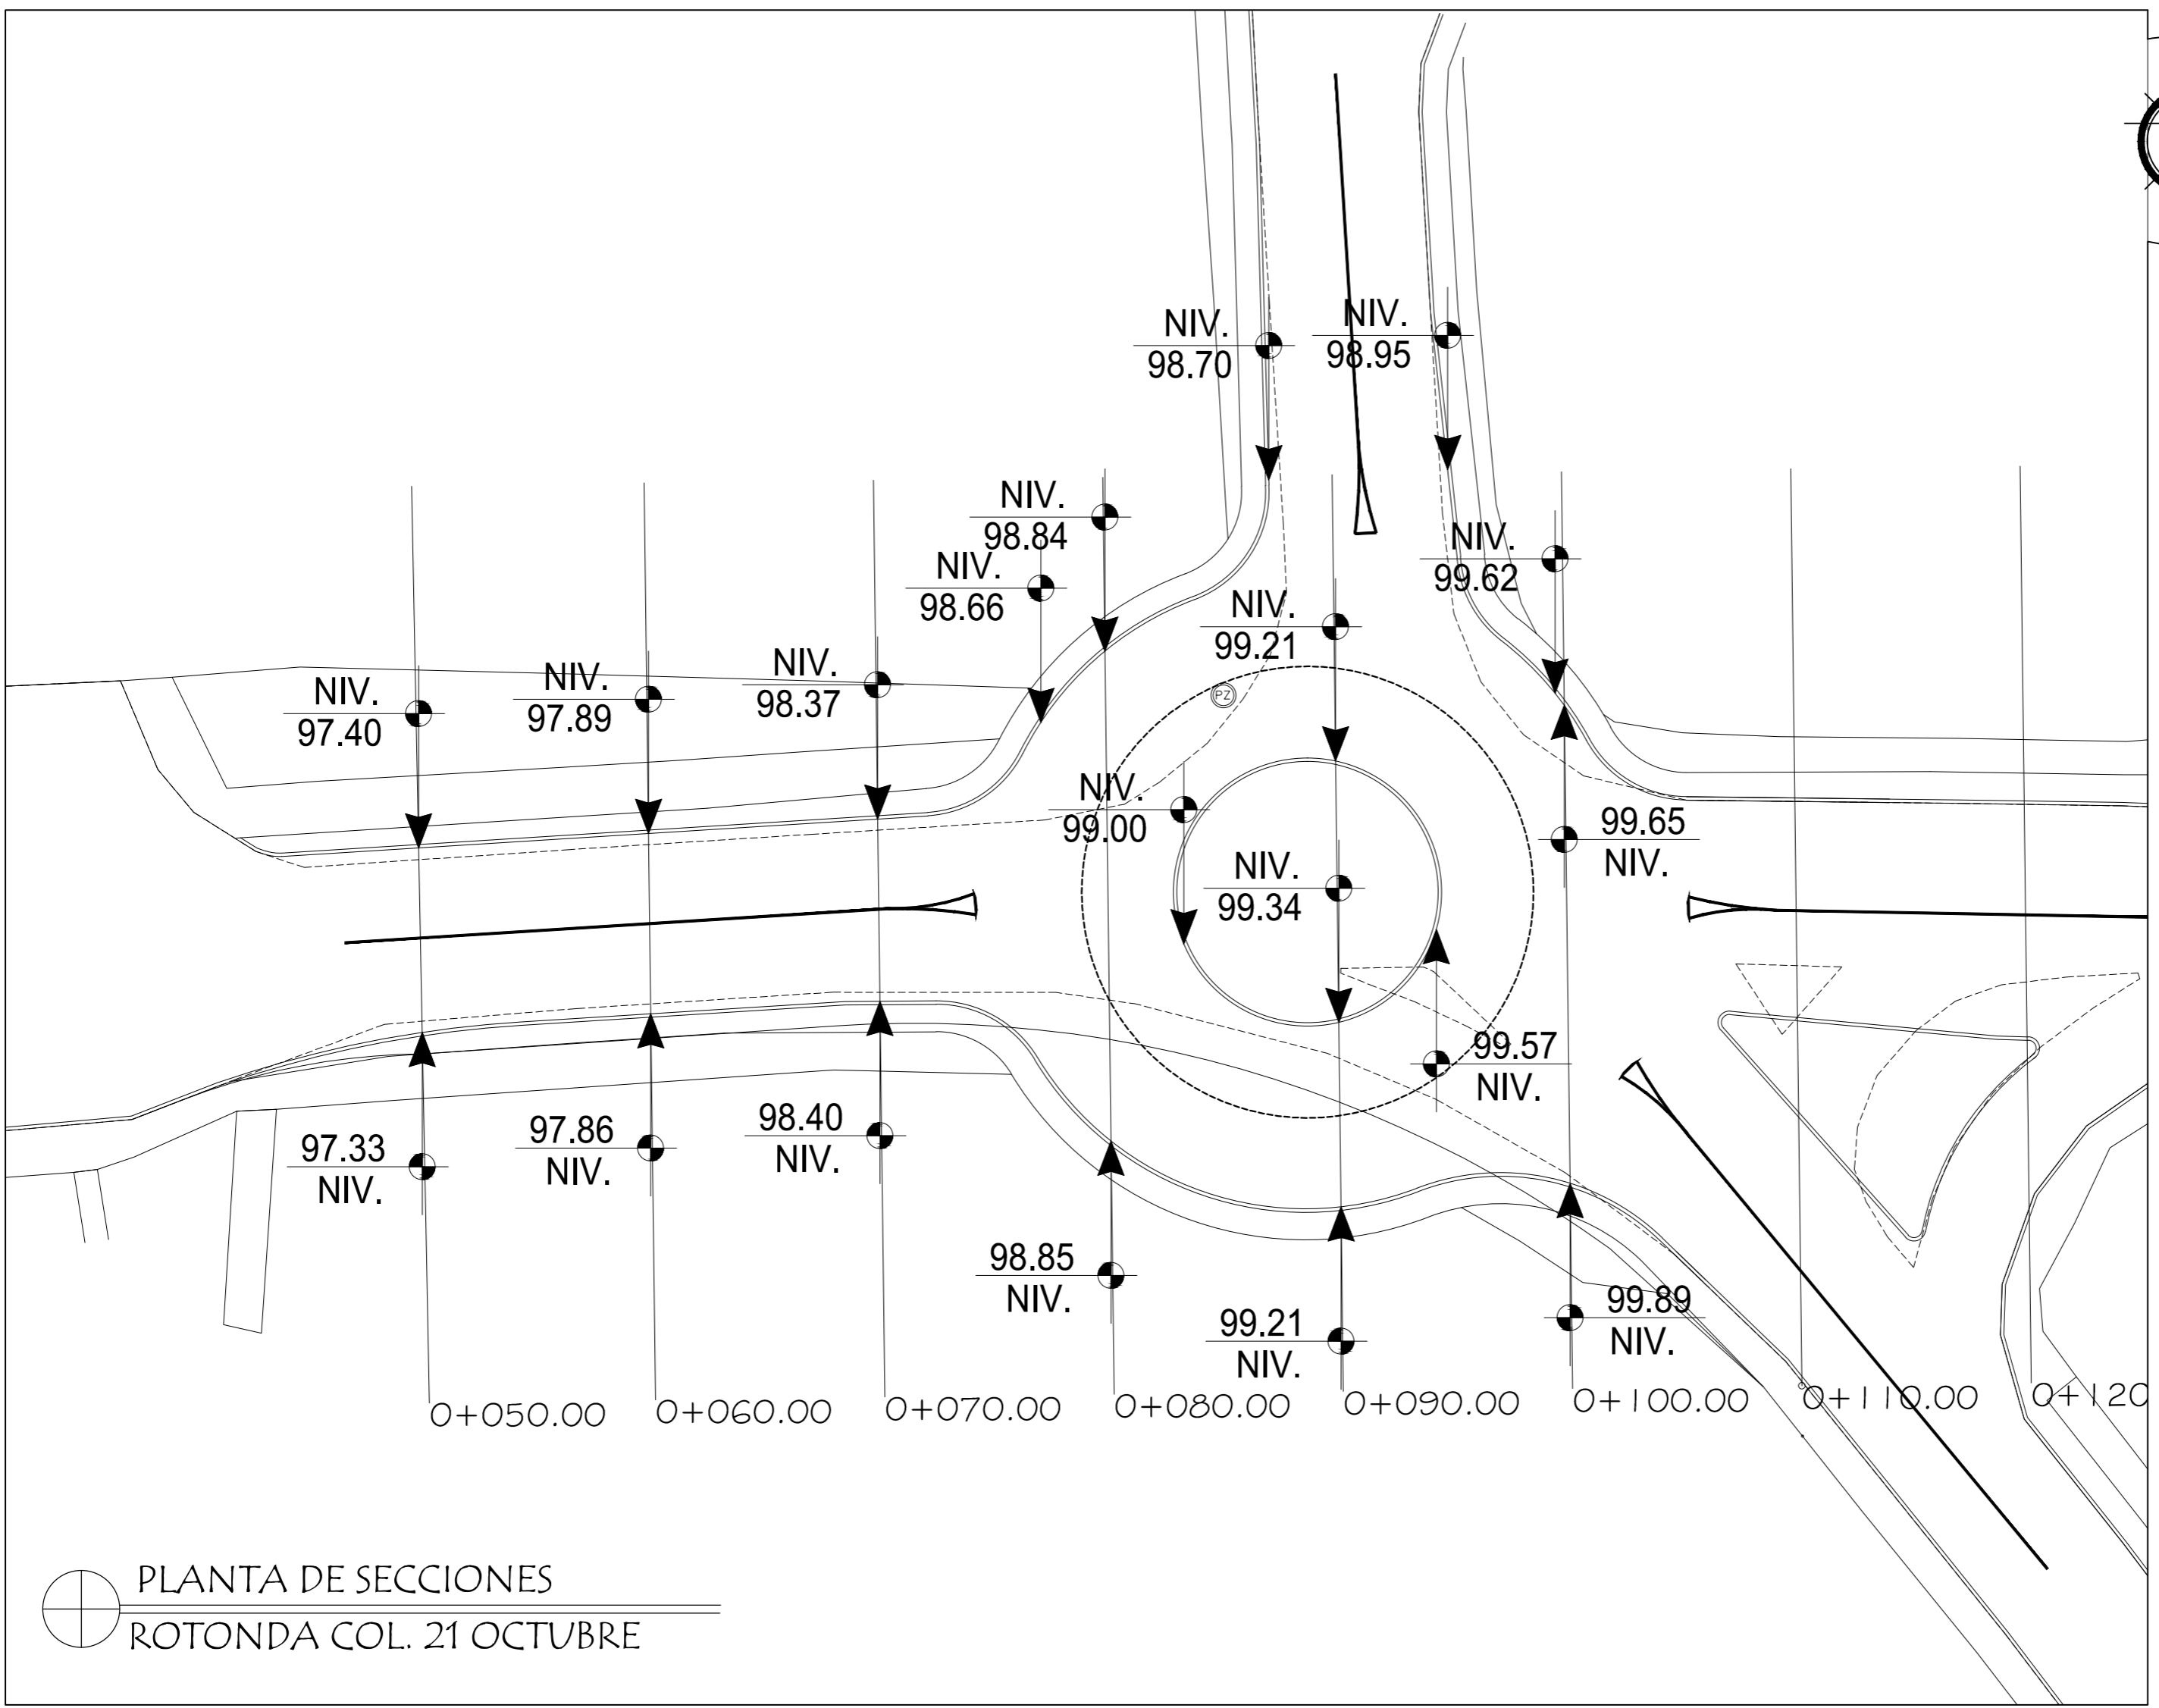 NIV.
98.70
NIV.
98.95
NIV.
98.84
NIV.
98.66
NIV.
99.62
NIV.
99.21
NIV.
97.40
NIV.
97.89
NIV.
98.37
PZ
NIV.
99.00
99.65
NIV.
NIV.
99.34
99.57
NIV.
97.33
NIV.
97.86
NIV.
98.40
NIV.
98.85
NIV.
99.21
NIV.
99.89
NIV.
0+050.00
0+060.00
0+070.00
0+080.00
0+090.00
0+100.00
0+110.00
0+120
PLANTA DE SECCIONES
ROTONDA COL. 21 OCTUBRE